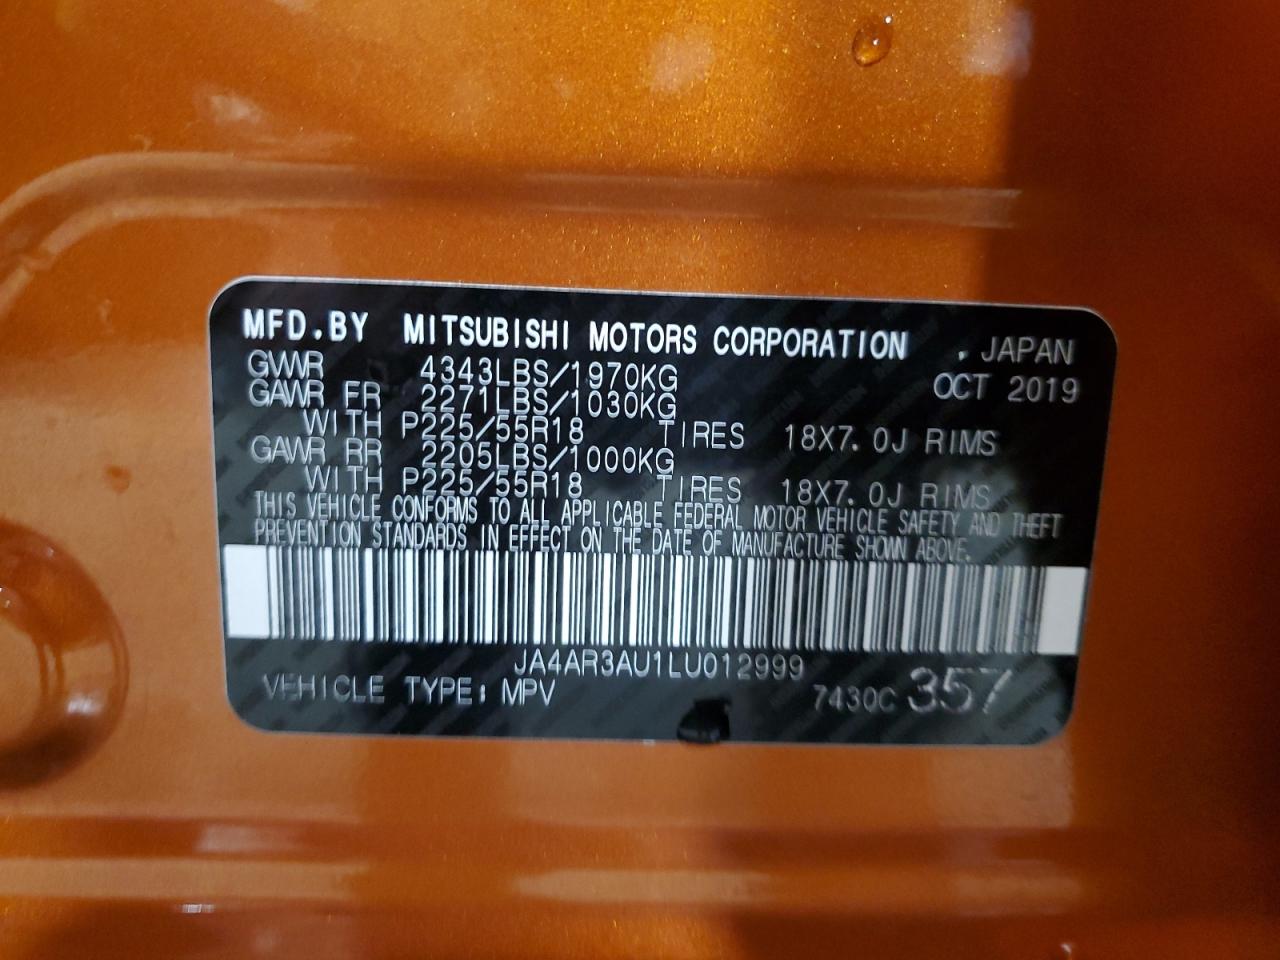 MFD.BY MITSUBISHI MOTORS CORPORATION , JAPAN
GVWR 4343LBS/1970KG OCT 2019
GAWR FR 2271LBS/1030KG
WITH P225/55R18 TIRES 18X7.0J RIMS
GAWR RR 2205LBS/1000KG
WITH P225/55R18 TIRES 18X7.0J RIMS
THIS VEHICLE CONFORMS TO ALL APPLICABLE FEDERAL MOTOR VEHICLE SAFETY AND THEFT
PREVENTION STANDARDS IN EFFECT ON THE DATE OF MANUFACTURE SHOWN ABOVE.
JA4AR3AU1LU012999
VEHICLE TYPE: MPV 7430C 357